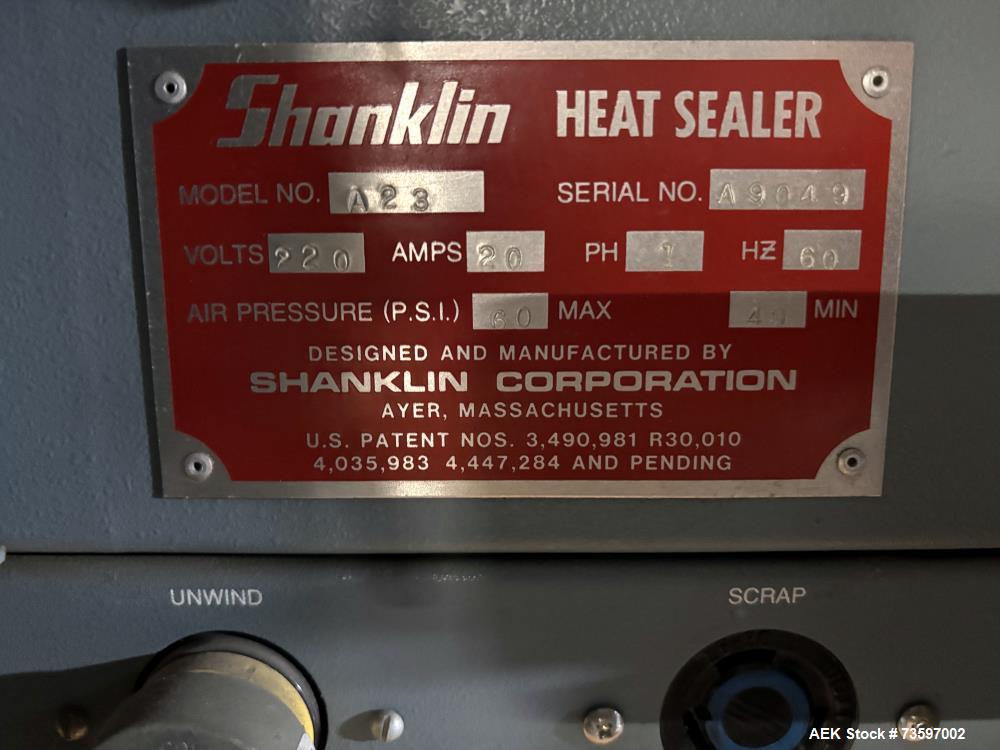 Shanklin HEAT SEALER
MODEL NO. A23 SERIAL NO. A9049
VOLTS 220 AMPS 20 PH 1 HZ 60
AIR PRESSURE (P.S.I.) 60 MAX MIN
DESIGNED AND MANUFACTURED BY
SHANKLIN CORPORATION
AYER, MASSACHUSETTS
U.S. PATENT NOS. 3,490,981 R30,010
4,035,983 4,447,284 AND PENDING
UNWIND SCRAP
AEK Stock #73597002